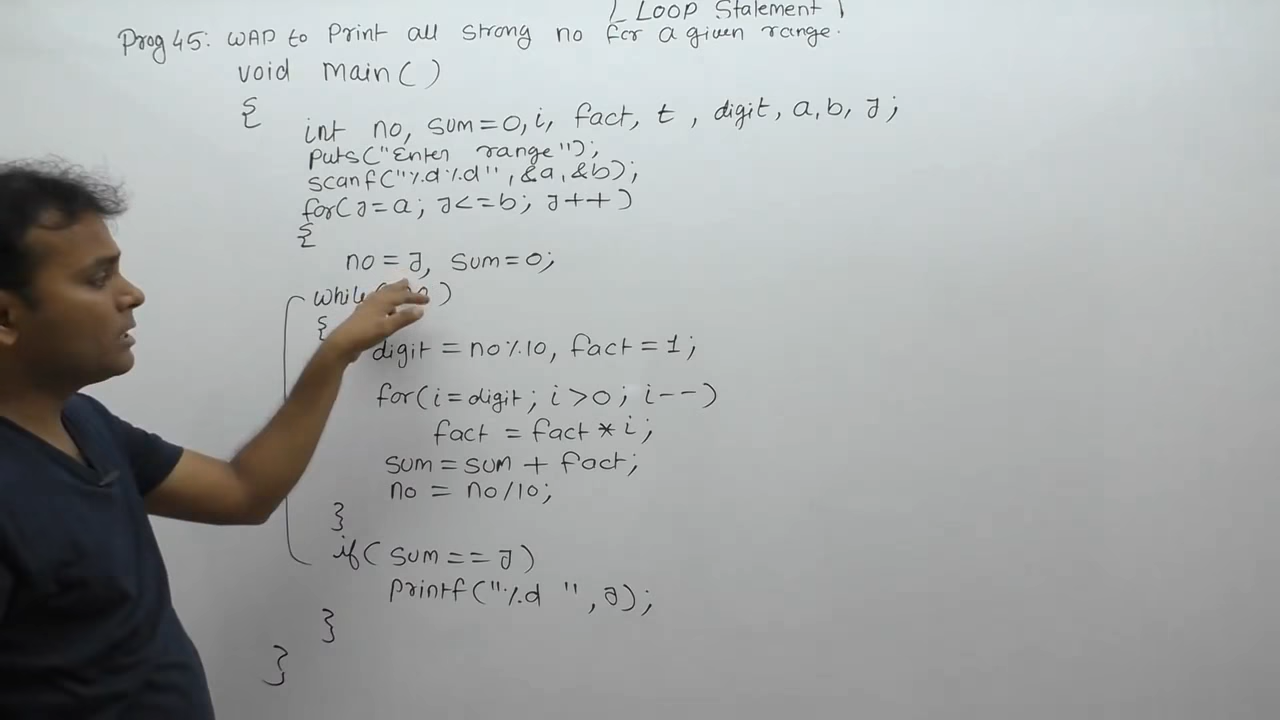 ( LOOP Statement )
Prog 45: WAP to Print all strong no for a given range.
void main( )
{
int no, sum=0, i, fact, t , digit, a, b, J;
puts("Enter range");
scanf("%d%d", &a, &b);
for(J=a; J<=b; J++)
{
no = J, sum=0;
while( )
{
digit = no%10, fact=1;
for(i=digit; i>0; i--)
fact = fact * i;
sum=sum + fact;
no = no/10;
}
if( sum==J)
printf("%d ", J);
}
}